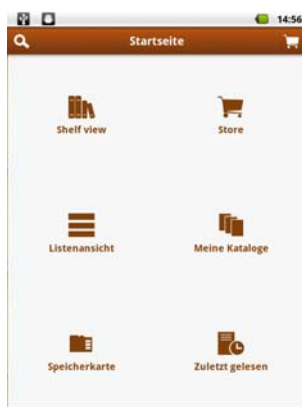 14:56
Startseite
Shelf view
Store
Listenansicht
Meine Kataloge
Speicherkarte
Zuletzt gelesen